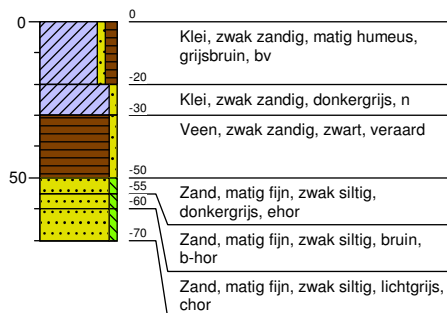 0
0
Klei, zwak zandig, matig humeus,
grijsbruin, bv
-20
Klei, zwak zandig, donkergrijs, n
-30
Veen, zwak zandig, zwart, veraard
50
-50
Zand, matig fijn, zwak siltig,
donkergrijs, ehor
-55
Zand, matig fijn, zwak siltig, bruin,
b-hor
-60
Zand, matig fijn, zwak siltig, lichtgrijs,
chor
-70